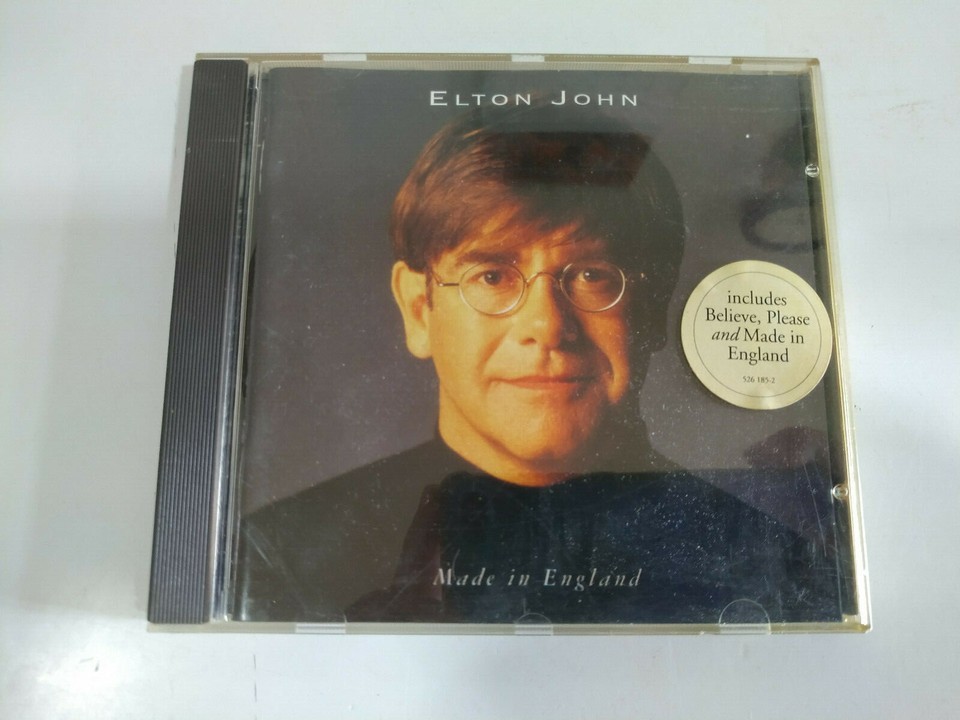 ELTON JOHN
includes
Believe, Please
and Made in
England
526 185-2
Made in England